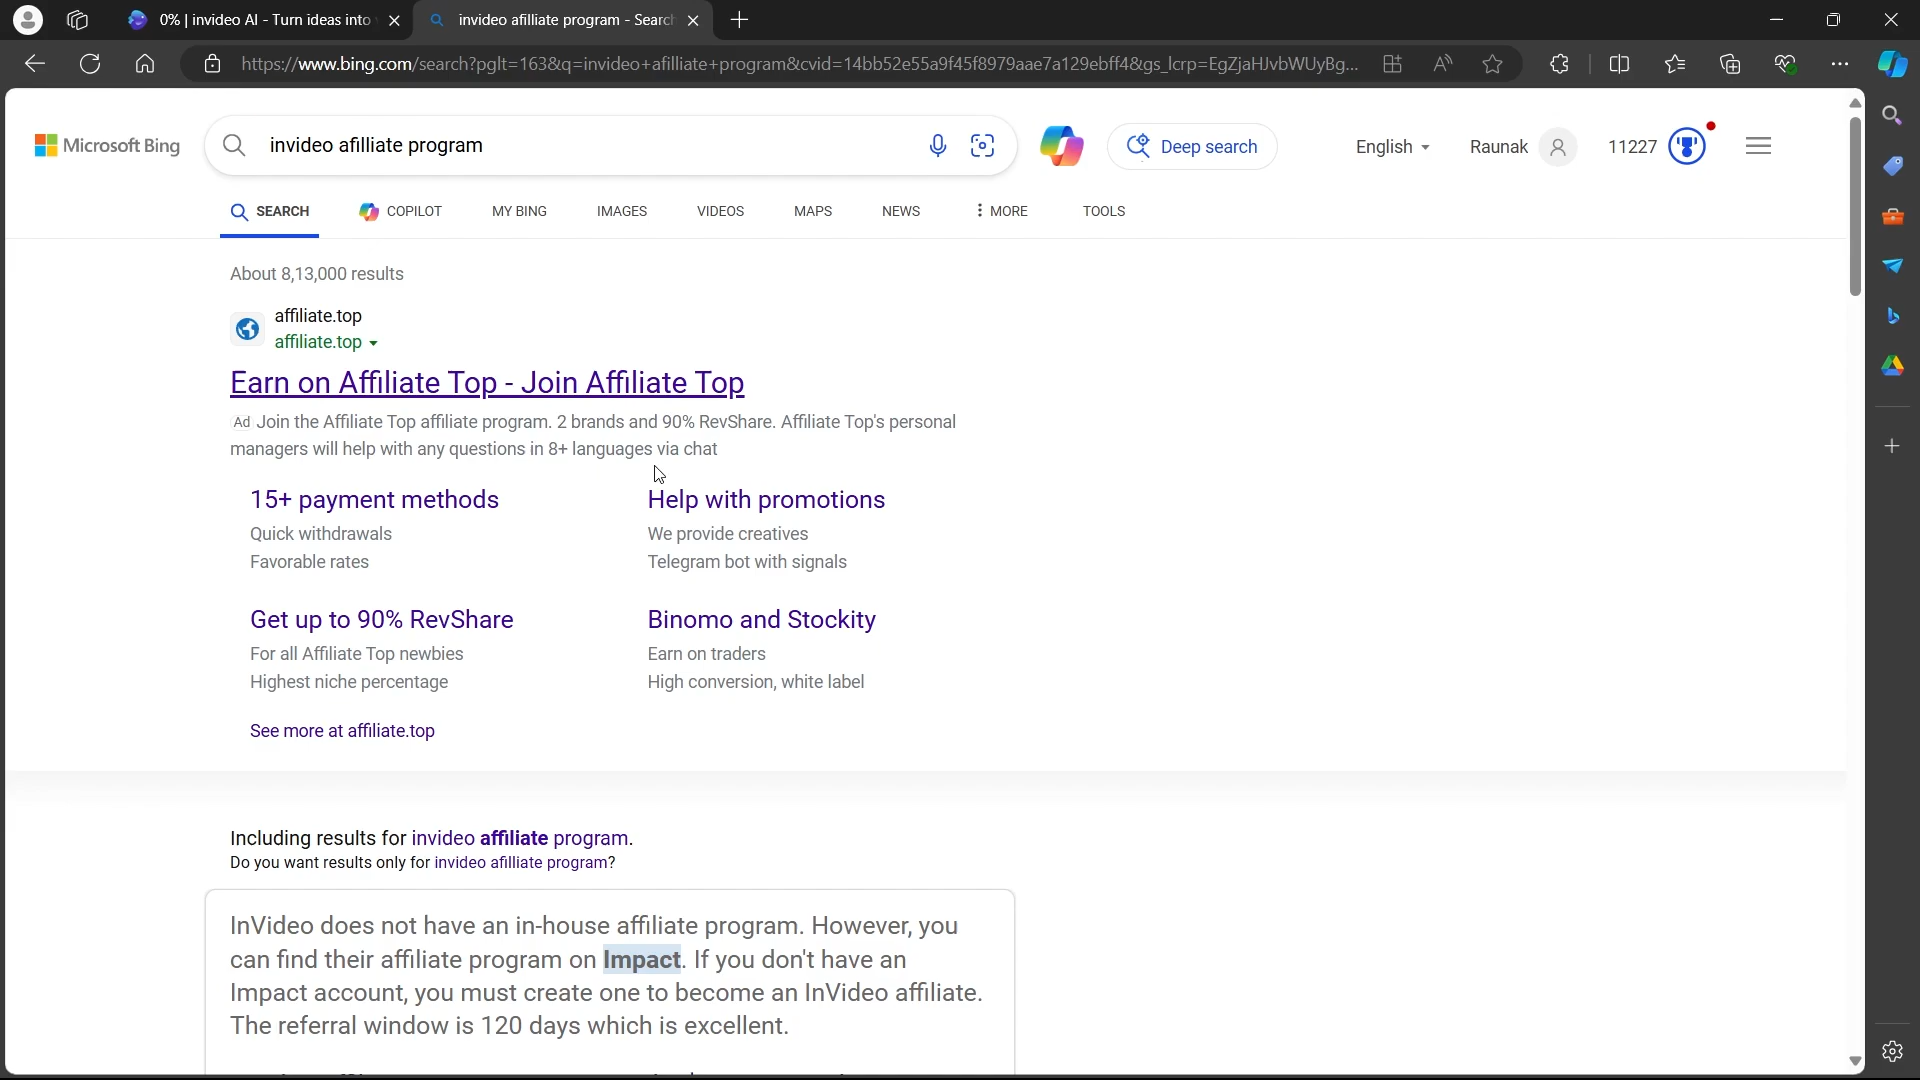 0% | invideo AI - Turn ideas into
invideo afilliate program - Search
https://www.bing.com/search?pglt=163&q=invideo+afilliate+program&cvid=14bb52e55a9f45f8979aae7a129ebff4&gs_lcrp=EgZjaHJvbWUyBg...
Microsoft Bing
invideo afilliate program
Deep search
English
Raunak
11227
SEARCH
COPILOT
MY BING
IMAGES
VIDEOS
MAPS
NEWS
MORE
TOOLS
About 8,13,000 results
affiliate.top
affiliate.top
Earn on Affiliate Top - Join Affiliate Top
Ad Join the Affiliate Top affiliate program. 2 brands and 90% RevShare. Affiliate Top's personal
managers will help with any questions in 8+ languages via chat
15+ payment methods
Quick withdrawals
Favorable rates
Help with promotions
We provide creatives
Telegram bot with signals
Get up to 90% RevShare
For all Affiliate Top newbies
Highest niche percentage
Binomo and Stockity
Earn on traders
High conversion, white label
See more at affiliate.top
Including results for invideo affiliate program.
Do you want results only for invideo afilliate program?
InVideo does not have an in-house affiliate program. However, you
can find their affiliate program on Impact. If you don't have an
Impact account, you must create one to become an InVideo affiliate.
The referral window is 120 days which is excellent.